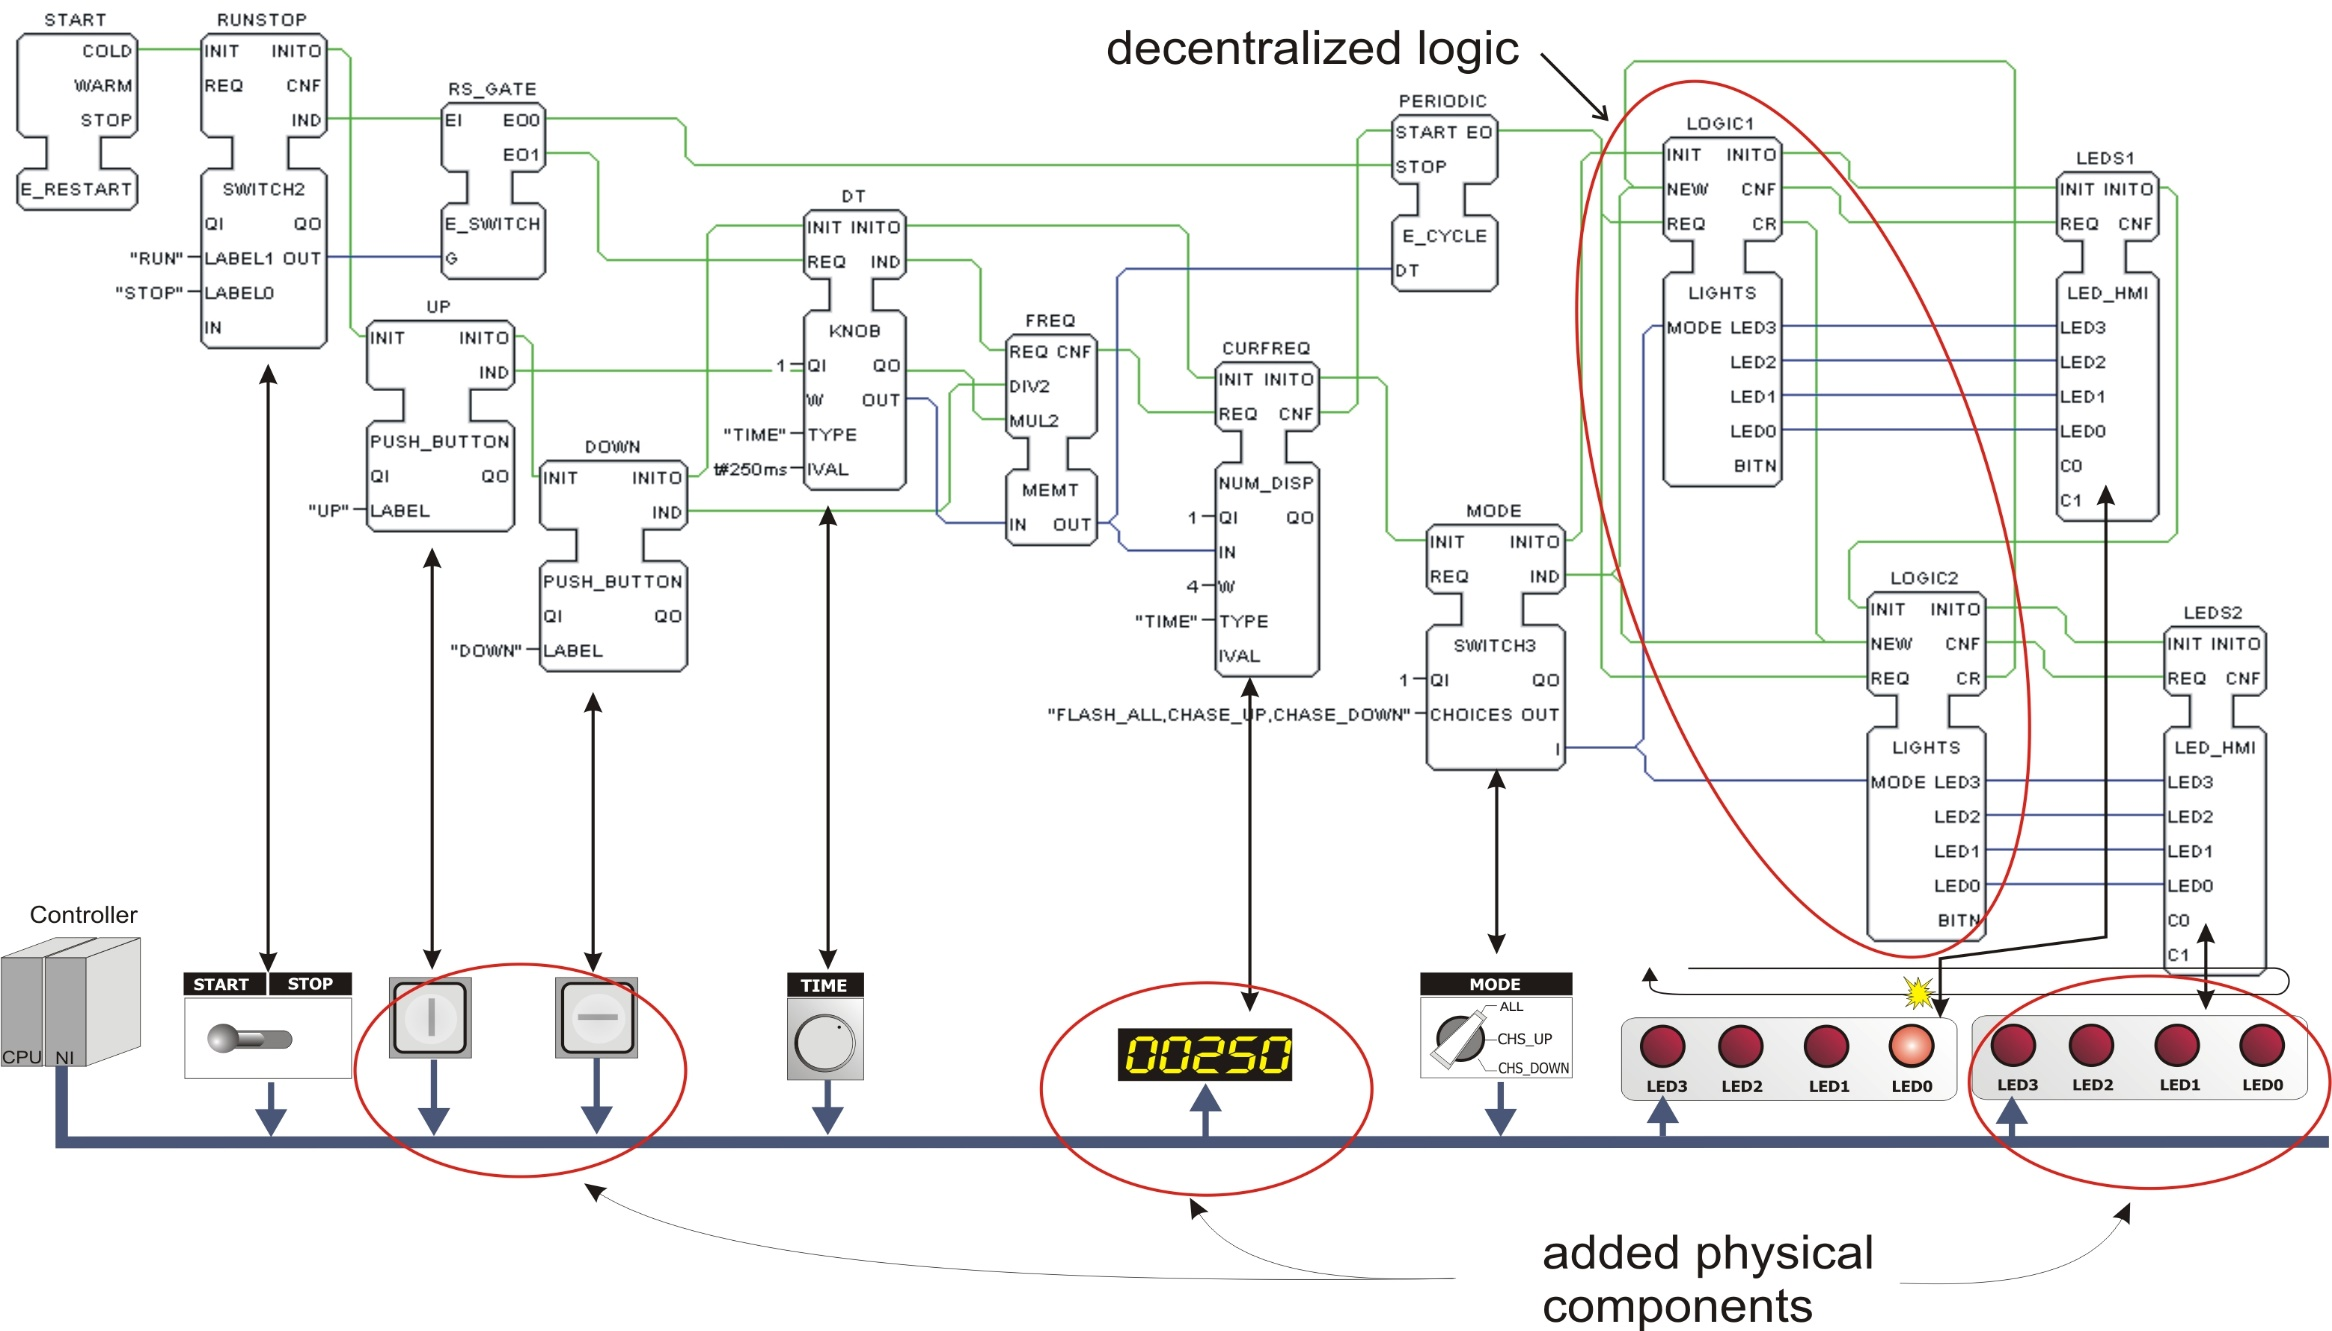 decentralized logic
START
COLD
WARM
STOP
E_RESTART
RUNSTOP
INIT INITO
REQ CNF
IND
SWITCH2
QI QO
"RUN" LABEL1 OUT
"STOP" LABEL0
IN
RS_GATE
EI EO0
EO1
E_SWITCH
G
UP
INIT INITO
IND
PUSH_BUTTON
QI QO
"UP" LABEL
DOWN
INIT INITO
IND
PUSH_BUTTON
QI QO
"DOWN" LABEL
DT
INIT INITO
REQ IND
KNOB
1 QI QO
W OUT
"TIME" TYPE
t#250ms IVAL
FREQ
REQ CNF
DIV2
MUL2
MEMT
IN OUT
CURFREQ
INIT INITO
REQ CNF
NUM_DISP
1 QI QO
IN
4 W
"TIME" TYPE
IVAL
PERIODIC
START EO
STOP
E_CYCLE
DT
MODE
INIT INITO
REQ IND
SWITCH3
1 QI QO
"FLASH_ALL,CHASE_UP,CHASE_DOWN" CHOICES OUT
I
LOGIC1
INIT INITO
NEW CNF
REQ CR
LIGHTS
MODE LED3
LED2
LED1
LED0
BITN
LEDS1
INIT INITO
REQ CNF
LED_HMI
LED3
LED2
LED1
LED0
C0
C1
LOGIC2
INIT INITO
NEW CNF
REQ CR
LIGHTS
MODE LED3
LED2
LED1
LED0
BITN
LEDS2
INIT INITO
REQ CNF
LED_HMI
LED3
LED2
LED1
LED0
C0
C1
Controller
CPU NI
START STOP
TIME
00250
MODE
ALL
CHS_UP
CHS_DOWN
LED3 LED2 LED1 LED0
LED3 LED2 LED1 LED0
added physical
components